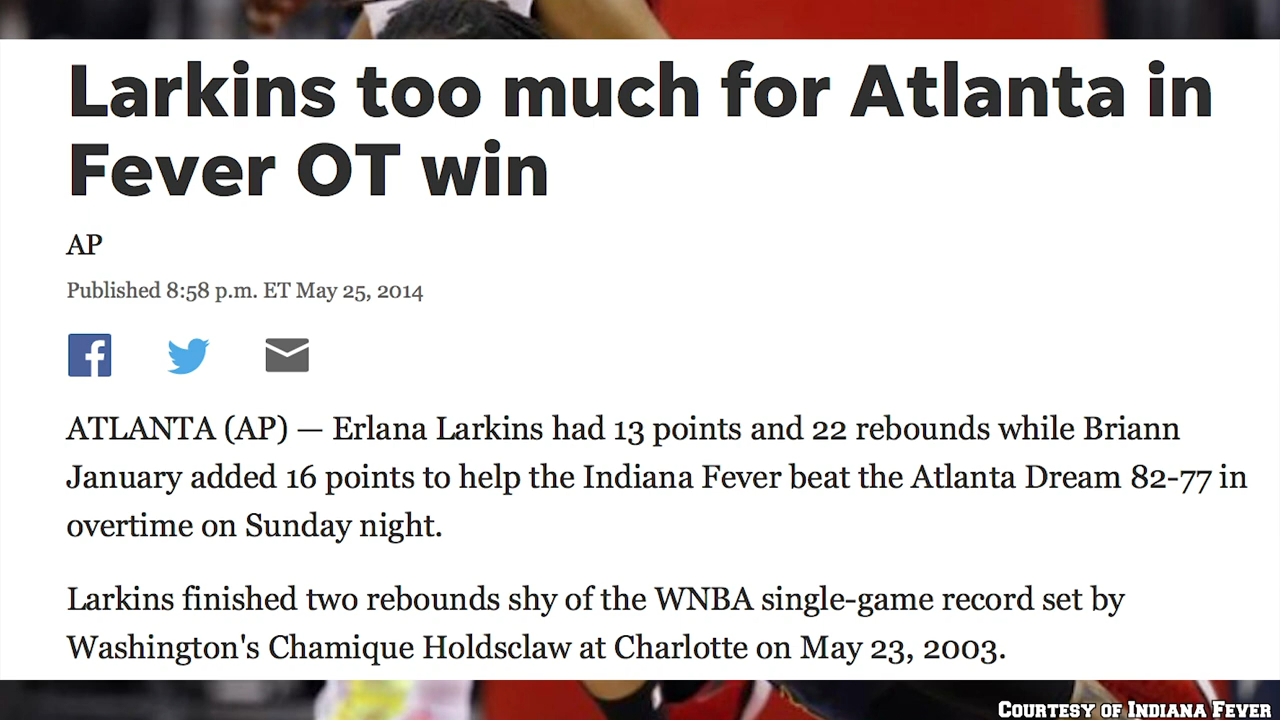 Larkins too much for Atlanta in
Fever OT win
AP
Published 8:58 p.m. ET May 25, 2014
ATLANTA (AP) — Erlana Larkins had 13 points and 22 rebounds while Briann
January added 16 points to help the Indiana Fever beat the Atlanta Dream 82-77 in
overtime on Sunday night.
Larkins finished two rebounds shy of the WNBA single-game record set by
Washington's Chamique Holdsclaw at Charlotte on May 23, 2003.
Courtesy of Indiana Fever